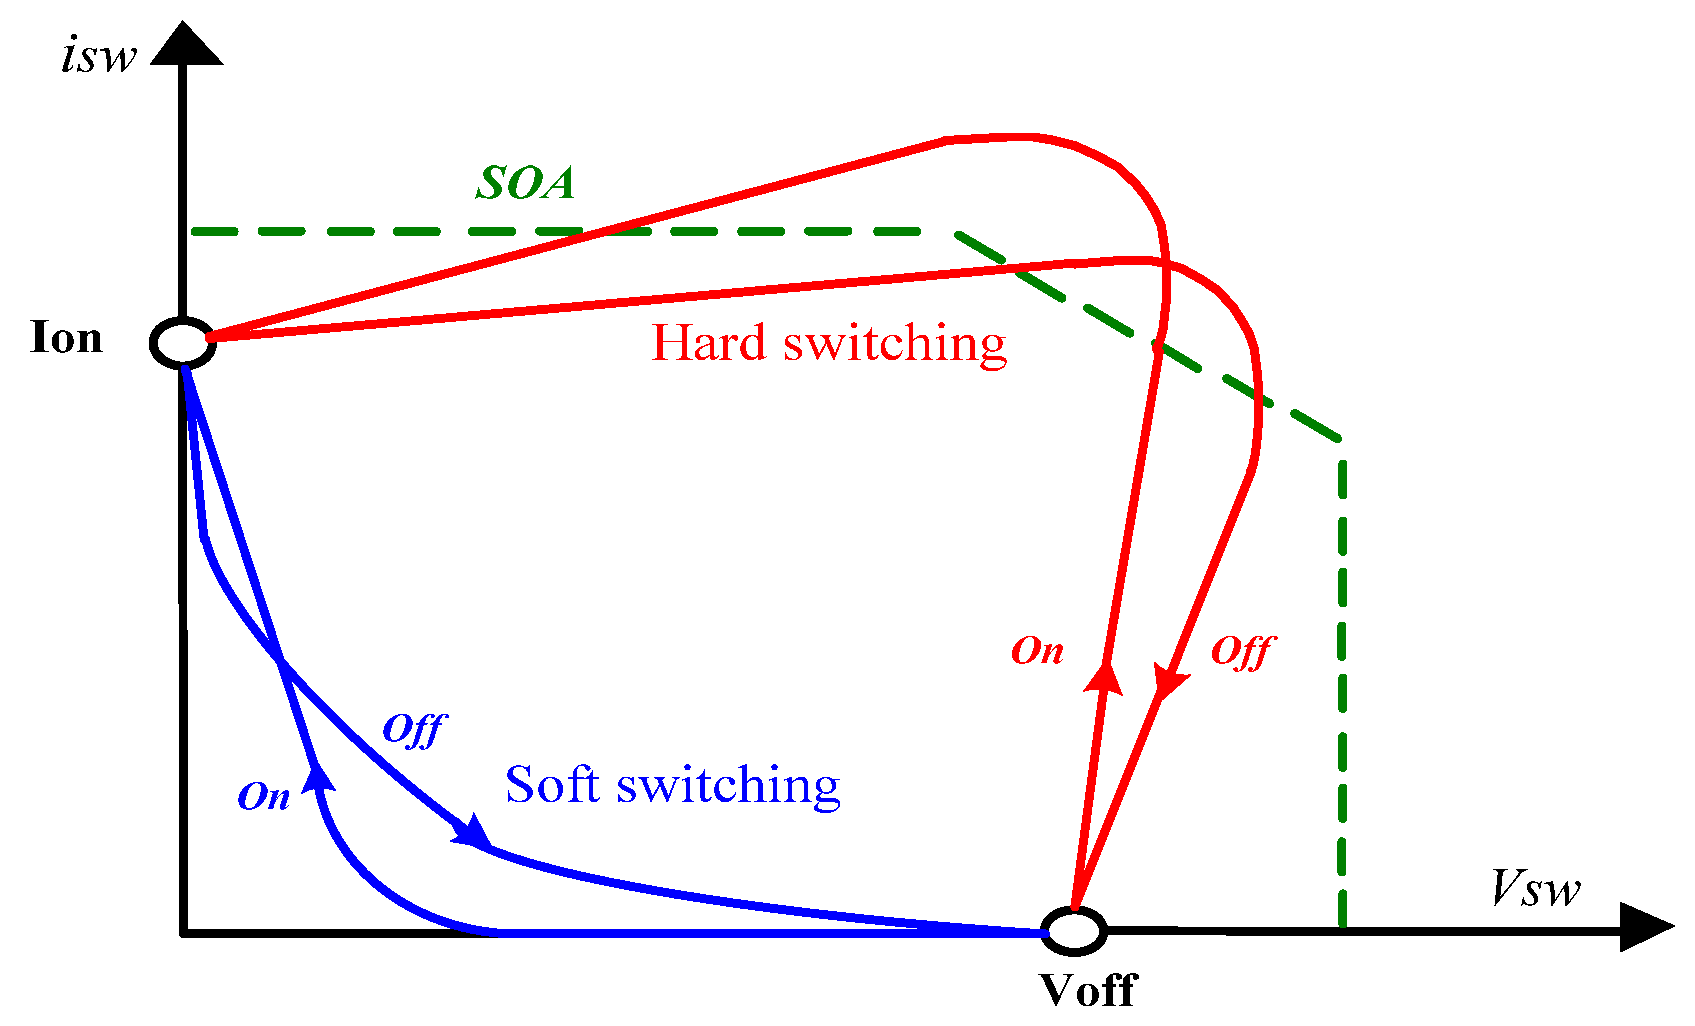 isw
SOA
Ion
Hard switching
On
Off
Off
Soft switching
On
Vsw
Voff